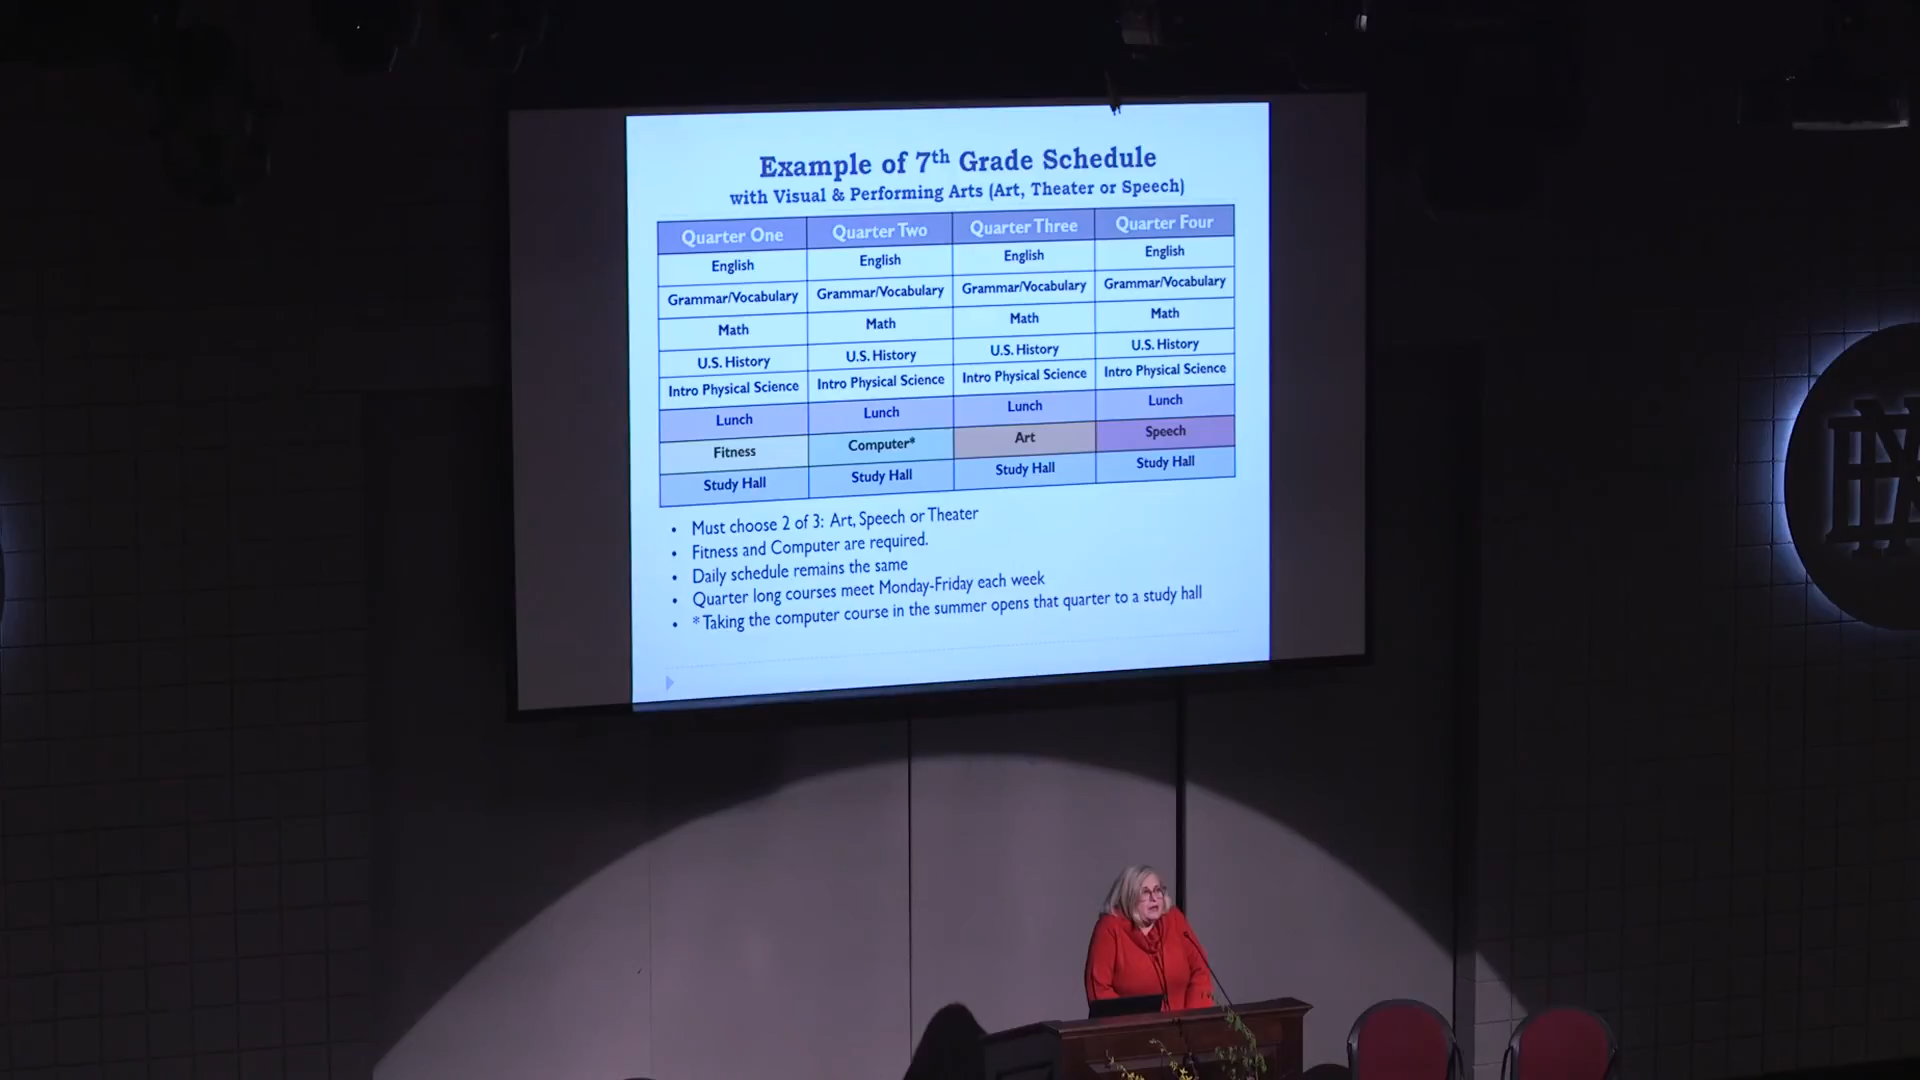 Example of 7th Grade Schedule
with Visual & Performing Arts (Art, Theater or Speech)
Quarter One Quarter Two Quarter Three Quarter Four
English English English English
Grammar/Vocabulary Grammar/Vocabulary Grammar/Vocabulary Grammar/Vocabulary
Math Math Math Math
U.S. History U.S. History U.S. History U.S. History
Intro Physical Science Intro Physical Science Intro Physical Science Intro Physical Science
Lunch Lunch Lunch Lunch
Fitness Computer* Art Speech
Study Hall Study Hall Study Hall Study Hall
• Must choose 2 of 3: Art, Speech or Theater
• Fitness and Computer are required.
• Daily schedule remains the same
• Quarter long courses meet Monday-Friday each week
• *Taking the computer course in the summer opens that quarter to a study hall